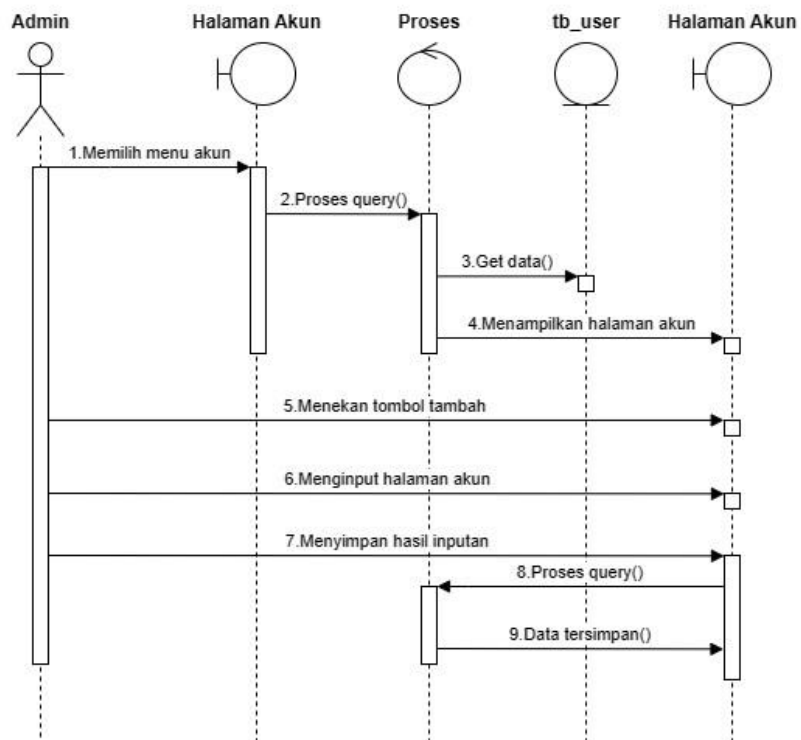 Admin
Halaman Akun
Proses
tb_user
Halaman Akun
1.Memilih menu akun
2.Proses query()
3.Get data()
4.Menampilkan halaman akun
5.Menekan tombol tambah
6.Menginput halaman akun
7.Menyimpan hasil inputan
8.Proses query()
9.Data tersimpan()